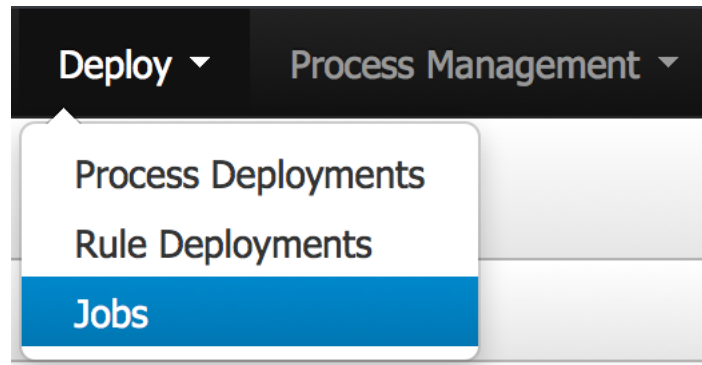 Deploy Process Management
Process Deployments
Rule Deployments
Jobs